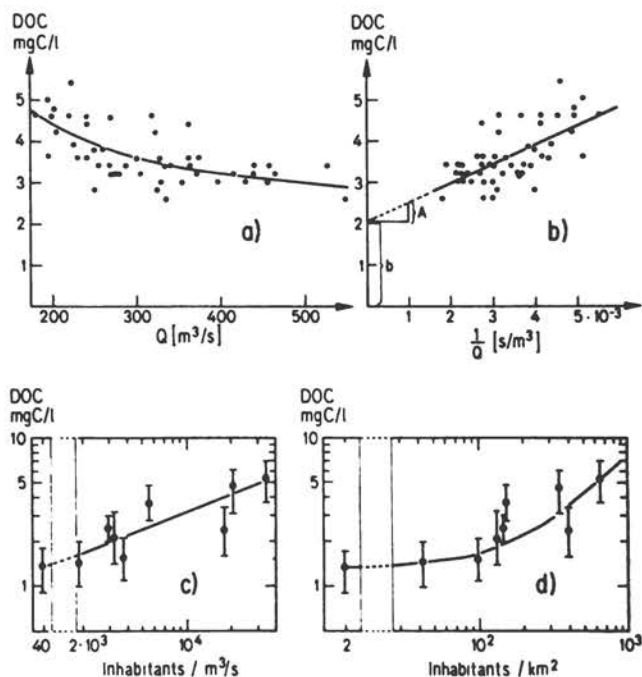 DOC
mgC/l
5
4
3
2
1
200
300
400
500
Q [m³/s]
a)
DOC
mgC/l
5
4
3
2
1
A
b
b)
1
2
3
4
5·10⁻³
1/Q [s/m³]
DOC
mgC/l
10
5
1
c)
40
2·10³
10⁴
Inhabitants / m³/s
DOC
mgC/l
10
5
1
d)
2
10²
10³
Inhabitants / km²